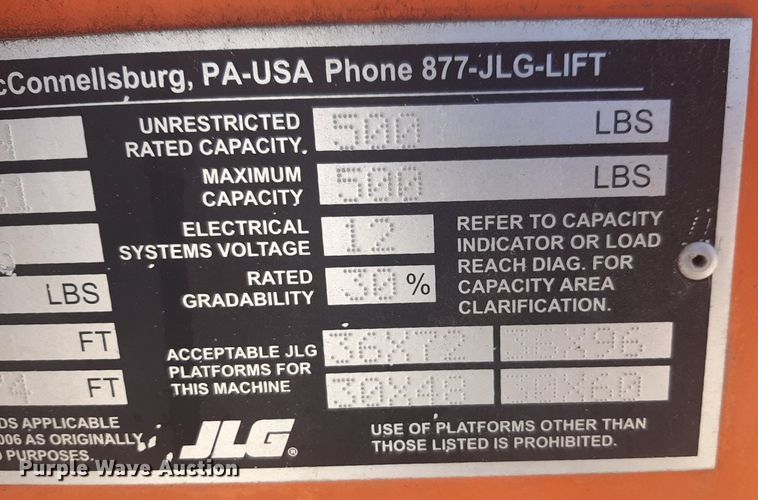 cConnellsburg, PA-USA Phone 877-JLG-LIFT
UNRESTRICTED
RATED CAPACITY. 500 LBS
MAXIMUM
CAPACITY 500 LBS
ELECTRICAL
SYSTEMS VOLTAGE 12
RATED
GRADABILITY 30 %
REFER TO CAPACITY
INDICATOR OR LOAD
REACH DIAG. FOR
CAPACITY AREA
CLARIFICATION.
LBS
FT
FT
ACCEPTABLE JLG
PLATFORMS FOR
THIS MACHINE
36X72 36X96
30X48 30X60
DS APPLICABLE
006 AS ORIGINALLY
D PURPOSES.
JLG®
USE OF PLATFORMS OTHER THAN
THOSE LISTED IS PROHIBITED.
Purple Wave Auction